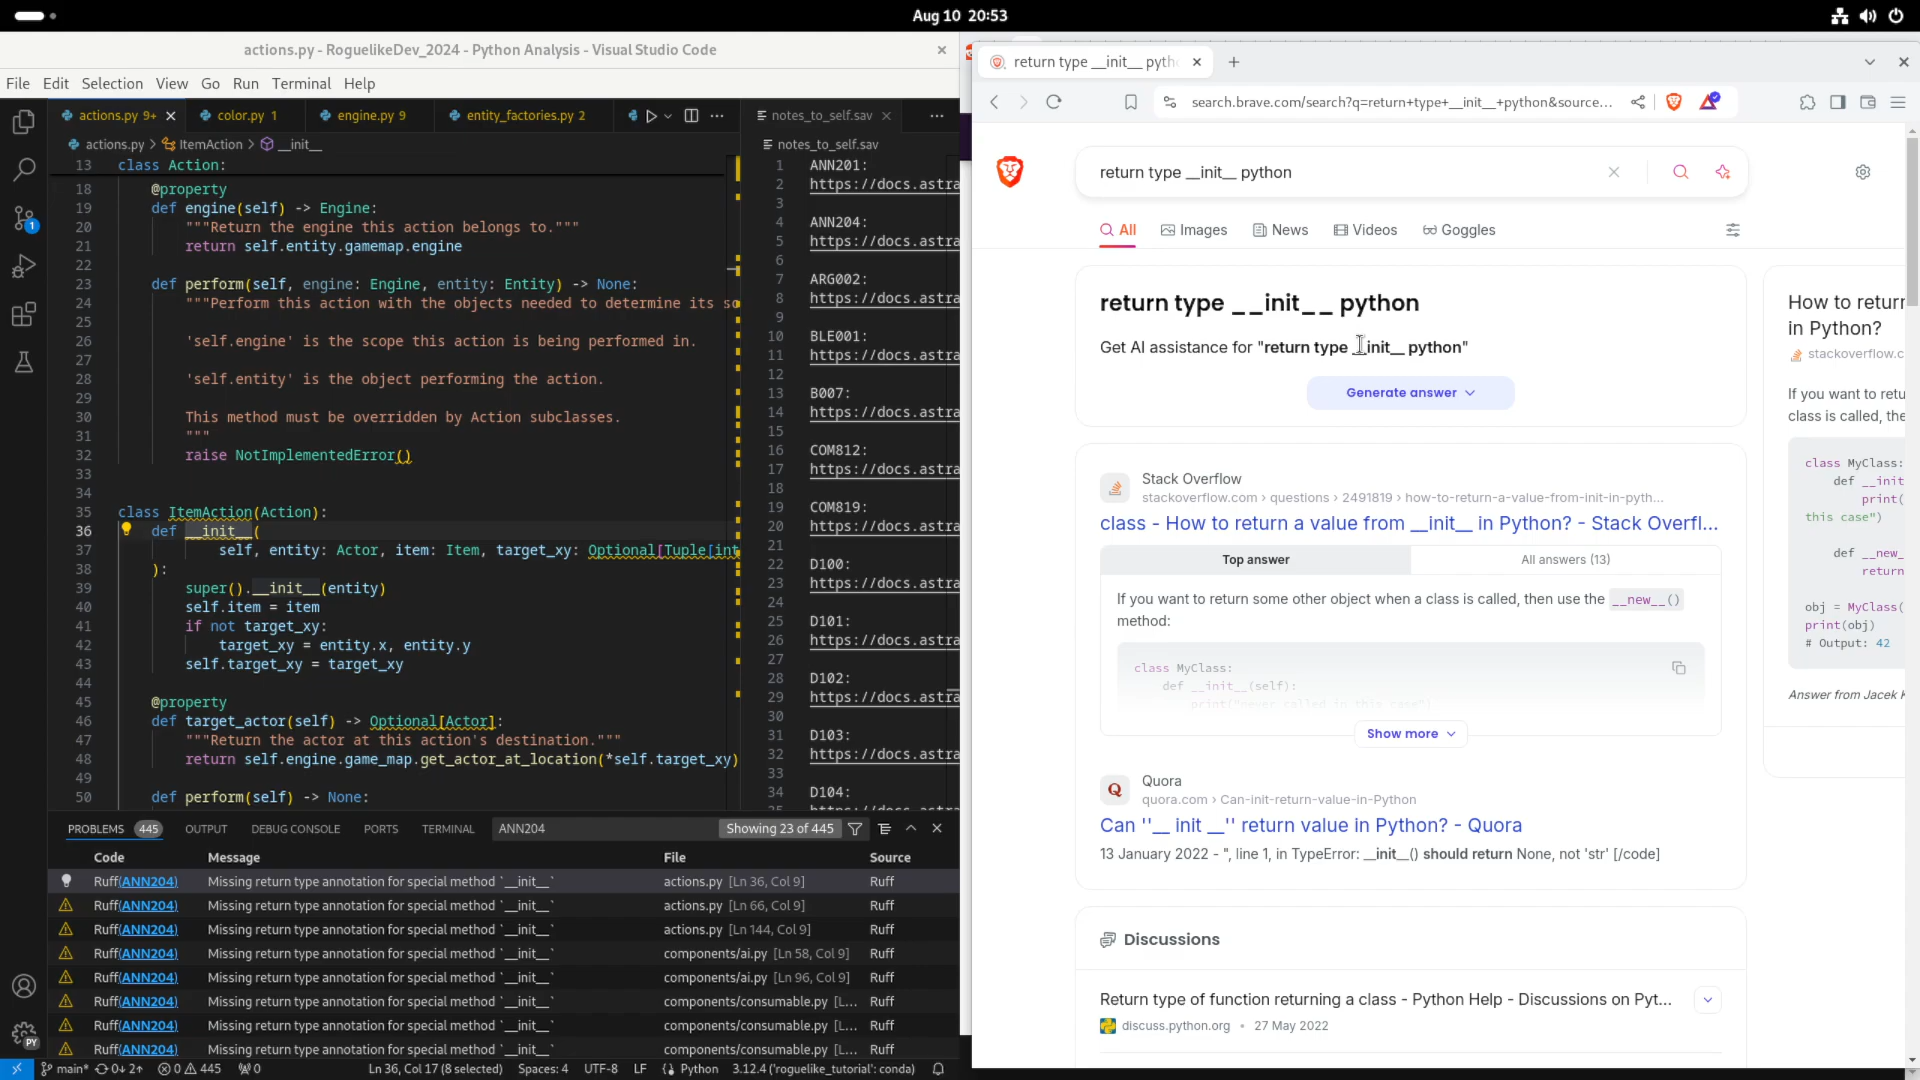 Aug 10 20:53
actions.py - RoguelikeDev_2024 - Python Analysis - Visual Studio Code
File Edit Selection View Go Run Terminal Help
actions.py 9+
color.py 1
engine.py 9
entity_factories.py 2
notes_to_self.sav
actions.py > ItemAction > __init__
13 class Action:
18 @property
19 def engine(self) -> Engine:
20 """Return the engine this action belongs to."""
21 return self.entity.gamemap.engine
22
23 def perform(self, engine: Engine, entity: Entity) -> None:
24 """Perform this action with the objects needed to determine its sc
25
26 'self.engine' is the scope this action is being performed in.
27
28 'self.entity' is the object performing the action.
29
30 This method must be overridden by Action subclasses.
31 """
32 raise NotImplementedError()
33
34
35 class ItemAction(Action):
36 def __init__(
37 self, entity: Actor, item: Item, target_xy: Optional[Tuple[int
38 ):
39 super().__init__(entity)
40 self.item = item
41 if not target_xy:
42 target_xy = entity.x, entity.y
43 self.target_xy = target_xy
44
45 @property
46 def target_actor(self) -> Optional[Actor]:
47 """Return the actor at this action's destination."""
48 return self.engine.game_map.get_actor_at_location(*self.target_xy)
49
50 def perform(self) -> None:
notes_to_self.sav
1 ANN201:
2 https://docs.astra
3
4 ANN204:
5 https://docs.astra
6
7 ARG002:
8 https://docs.astra
9
10 BLE001:
11 https://docs.astra
12
13 B007:
14 https://docs.astra
15
16 COM812:
17 https://docs.astra
18
19 COM819:
20 https://docs.astra
21
22 D100:
23 https://docs.astra
24
25 D101:
26 https://docs.astra
27
28 D102:
29 https://docs.astra
30
31 D103:
32 https://docs.astra
33
34 D104:
PROBLEMS 445 OUTPUT DEBUG CONSOLE PORTS TERMINAL ANN204 Showing 23 of 445
Code Message File Source
Ruff(ANN204) Missing return type annotation for special method `__init__` actions.py [Ln 36, Col 9] Ruff
Ruff(ANN204) Missing return type annotation for special method `__init__` actions.py [Ln 66, Col 9] Ruff
Ruff(ANN204) Missing return type annotation for special method `__init__` actions.py [Ln 144, Col 9] Ruff
Ruff(ANN204) Missing return type annotation for special method `__init__` components/ai.py [Ln 58, Col 9] Ruff
Ruff(ANN204) Missing return type annotation for special method `__init__` components/ai.py [Ln 96, Col 9] Ruff
Ruff(ANN204) Missing return type annotation for special method `__init__` components/consumable.py [L... Ruff
Ruff(ANN204) Missing return type annotation for special method `__init__` components/consumable.py [L... Ruff
Ruff(ANN204) Missing return type annotation for special method `__init__` components/consumable.py [L... Ruff
main* 0↓ 2↑ 0 445 0 Ln 36, Col 17 (8 selected) Spaces: 4 UTF-8 LF Python 3.12.4 ('roguelike_tutorial': conda)
1
PY
return type __init__ pyth
search.brave.com/search?q=return+type+__init__+python&source...
return type __init__ python
All Images News Videos Goggles
return type __init__ python
Get AI assistance for "return type __init__ python"
Generate answer
Stack Overflow
stackoverflow.com › questions › 2491819 › how-to-return-a-value-from-init-in-pyth...
class - How to return a value from __init__ in Python? - Stack Overfl...
Top answer All answers (13)
If you want to return some other object when a class is called, then use the __new__()
method:
class MyClass:
def __init__(self):
print("never called in this case")
Show more
Quora
quora.com › Can-init-return-value-in-Python
Can ''__ init __'' return value in Python? - Quora
13 January 2022 - ", line 1, in TypeError: __init__() should return None, not 'str' [/code]
Discussions
Return type of function returning a class - Python Help - Discussions on Pyt...
discuss.python.org • 27 May 2022
How to return
in Python?
stackoverflow.c
If you want to retu
class is called, the
class MyClass:
def __init
print(
this case")
def __new_
return
obj = MyClass(
print(obj)
# Output: 42
Answer from Jacek K